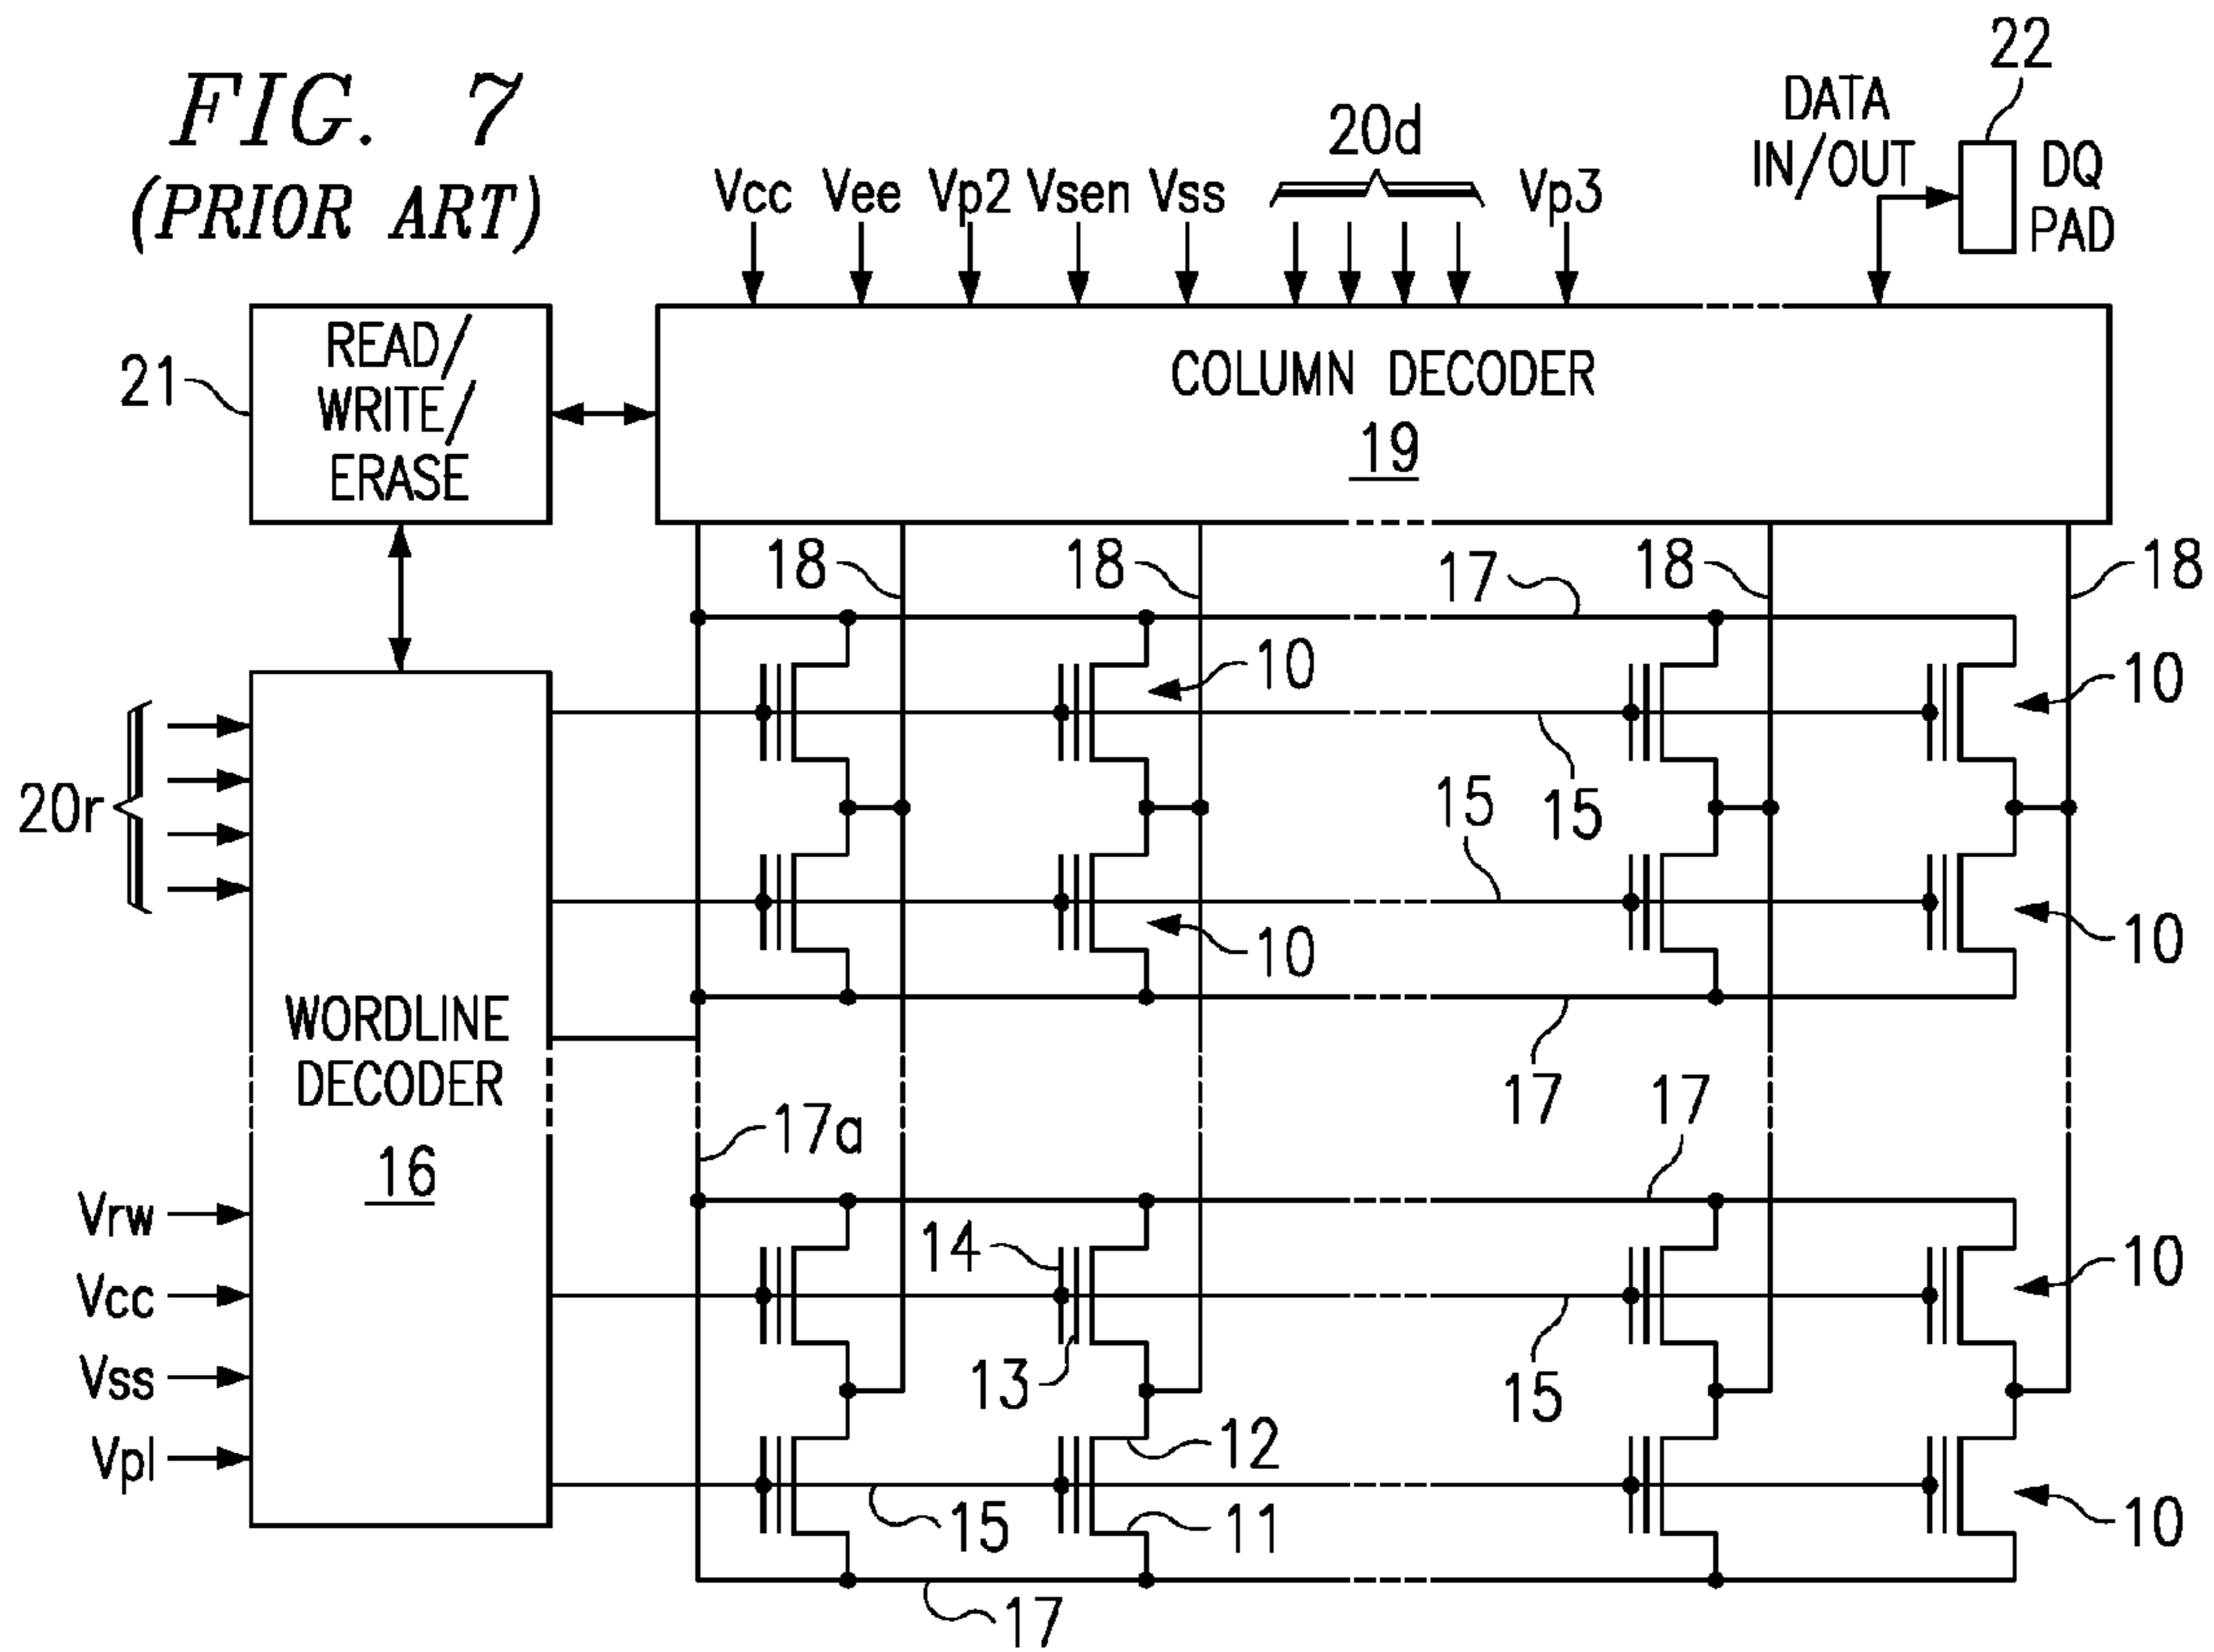 FIG. 7
(PRIOR ART)
22
DATA
IN/OUT
DQ
PAD
20d
Vcc Vee Vp2 Vsen Vss Vp3
READ/
WRITE/
ERASE
21
COLUMN DECODER
19
18 18 17 18 18
10 10
20r
15 15
10 10
WORDLINE
DECODER
16
17 17
17a
Vrw
Vcc
Vss
Vpl
14 10
13 15
12
15 11 10
17